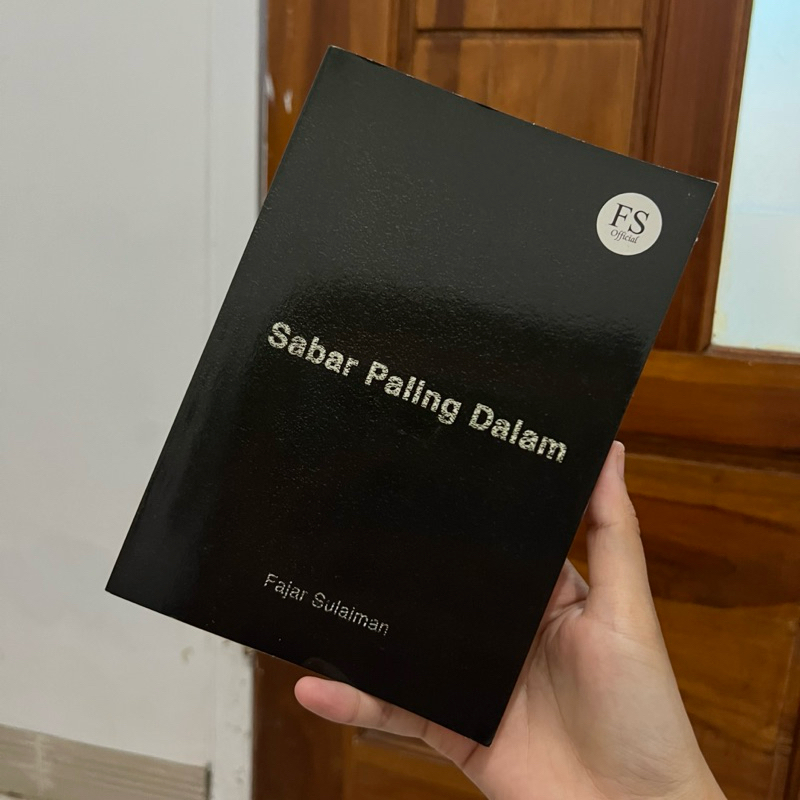 FS
Official
Sabar Paling Dalam
Fajar Sulaiman